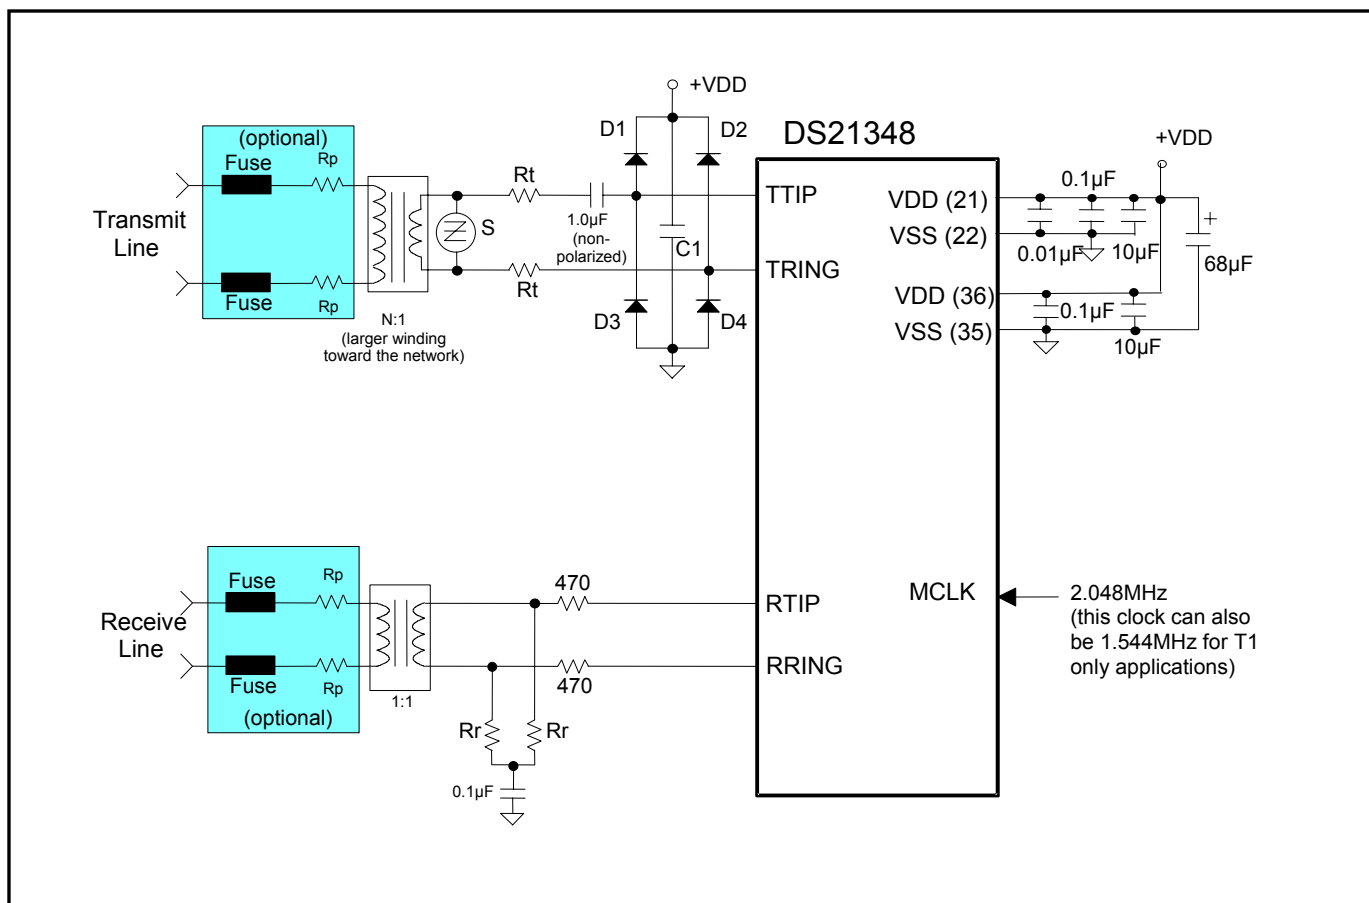 +VDD
DS21348
(optional)
Fuse
Rp
Transmit
Line
Fuse
Rp
N:1
(larger winding
toward the network)
S
Rt
Rt
1.0µF
(non-
polarized)
D1
D2
C1
D3
D4
TTIP
TRING
VDD (21)
VSS (22)
VDD (36)
VSS (35)
+VDD
0.1µF
0.01µF
10µF
+
68µF
0.1µF
10µF
Receive
Line
Fuse
Rp
Fuse
Rp
(optional)
1:1
470
470
Rr
Rr
0.1µF
RTIP
RRING
MCLK
2.048MHz
(this clock can also
be 1.544MHz for T1
only applications)